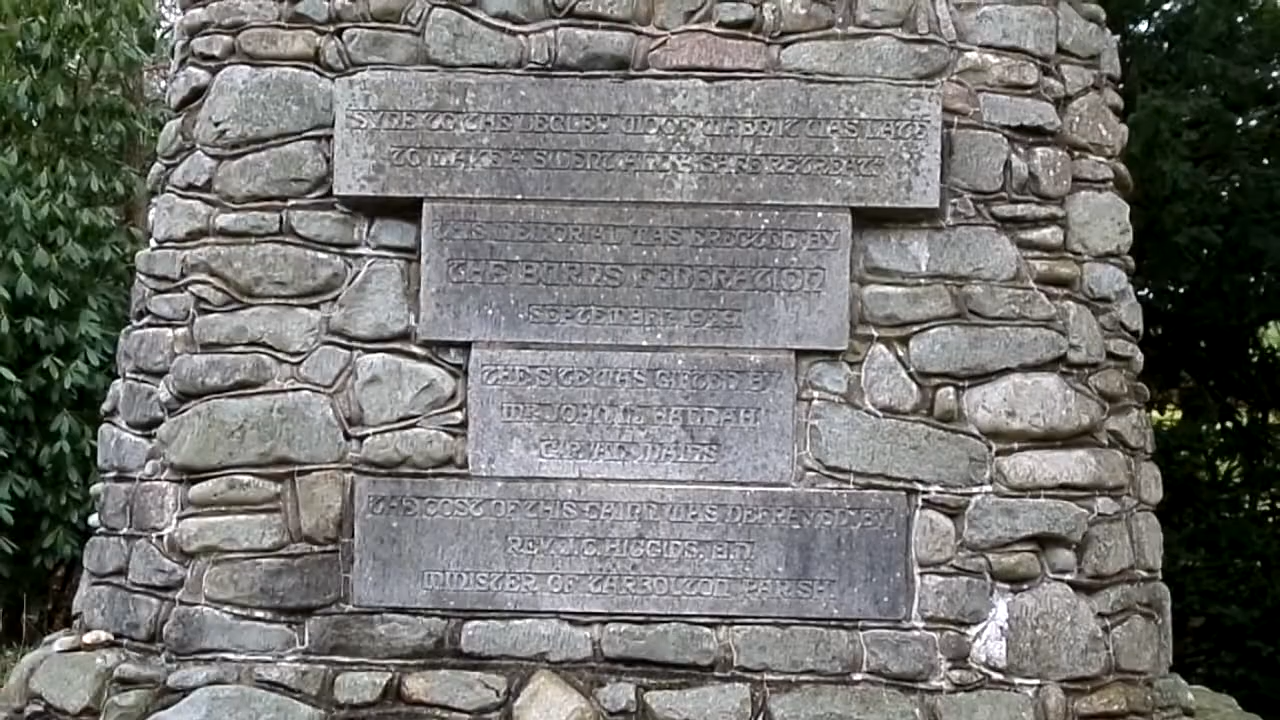 SYNE TO THE LEGLEN WOOD WHEN IT WAS LATE
TO MAKE A SILENT AND A SAFE RETREAT
THIS MEMORIAL WAS ERECTED BY
THE BURNS FEDERATION
SEPTEMBER 1929
THE SITE WAS GIFTED BY
MR. JOHN HANNAH
GIRVAN MAINS
THE COST OF THIS CAIRN WAS DEFRAYED BY
REV. J. C. HIGGINS,
MINISTER OF TARBOLTON PARISH